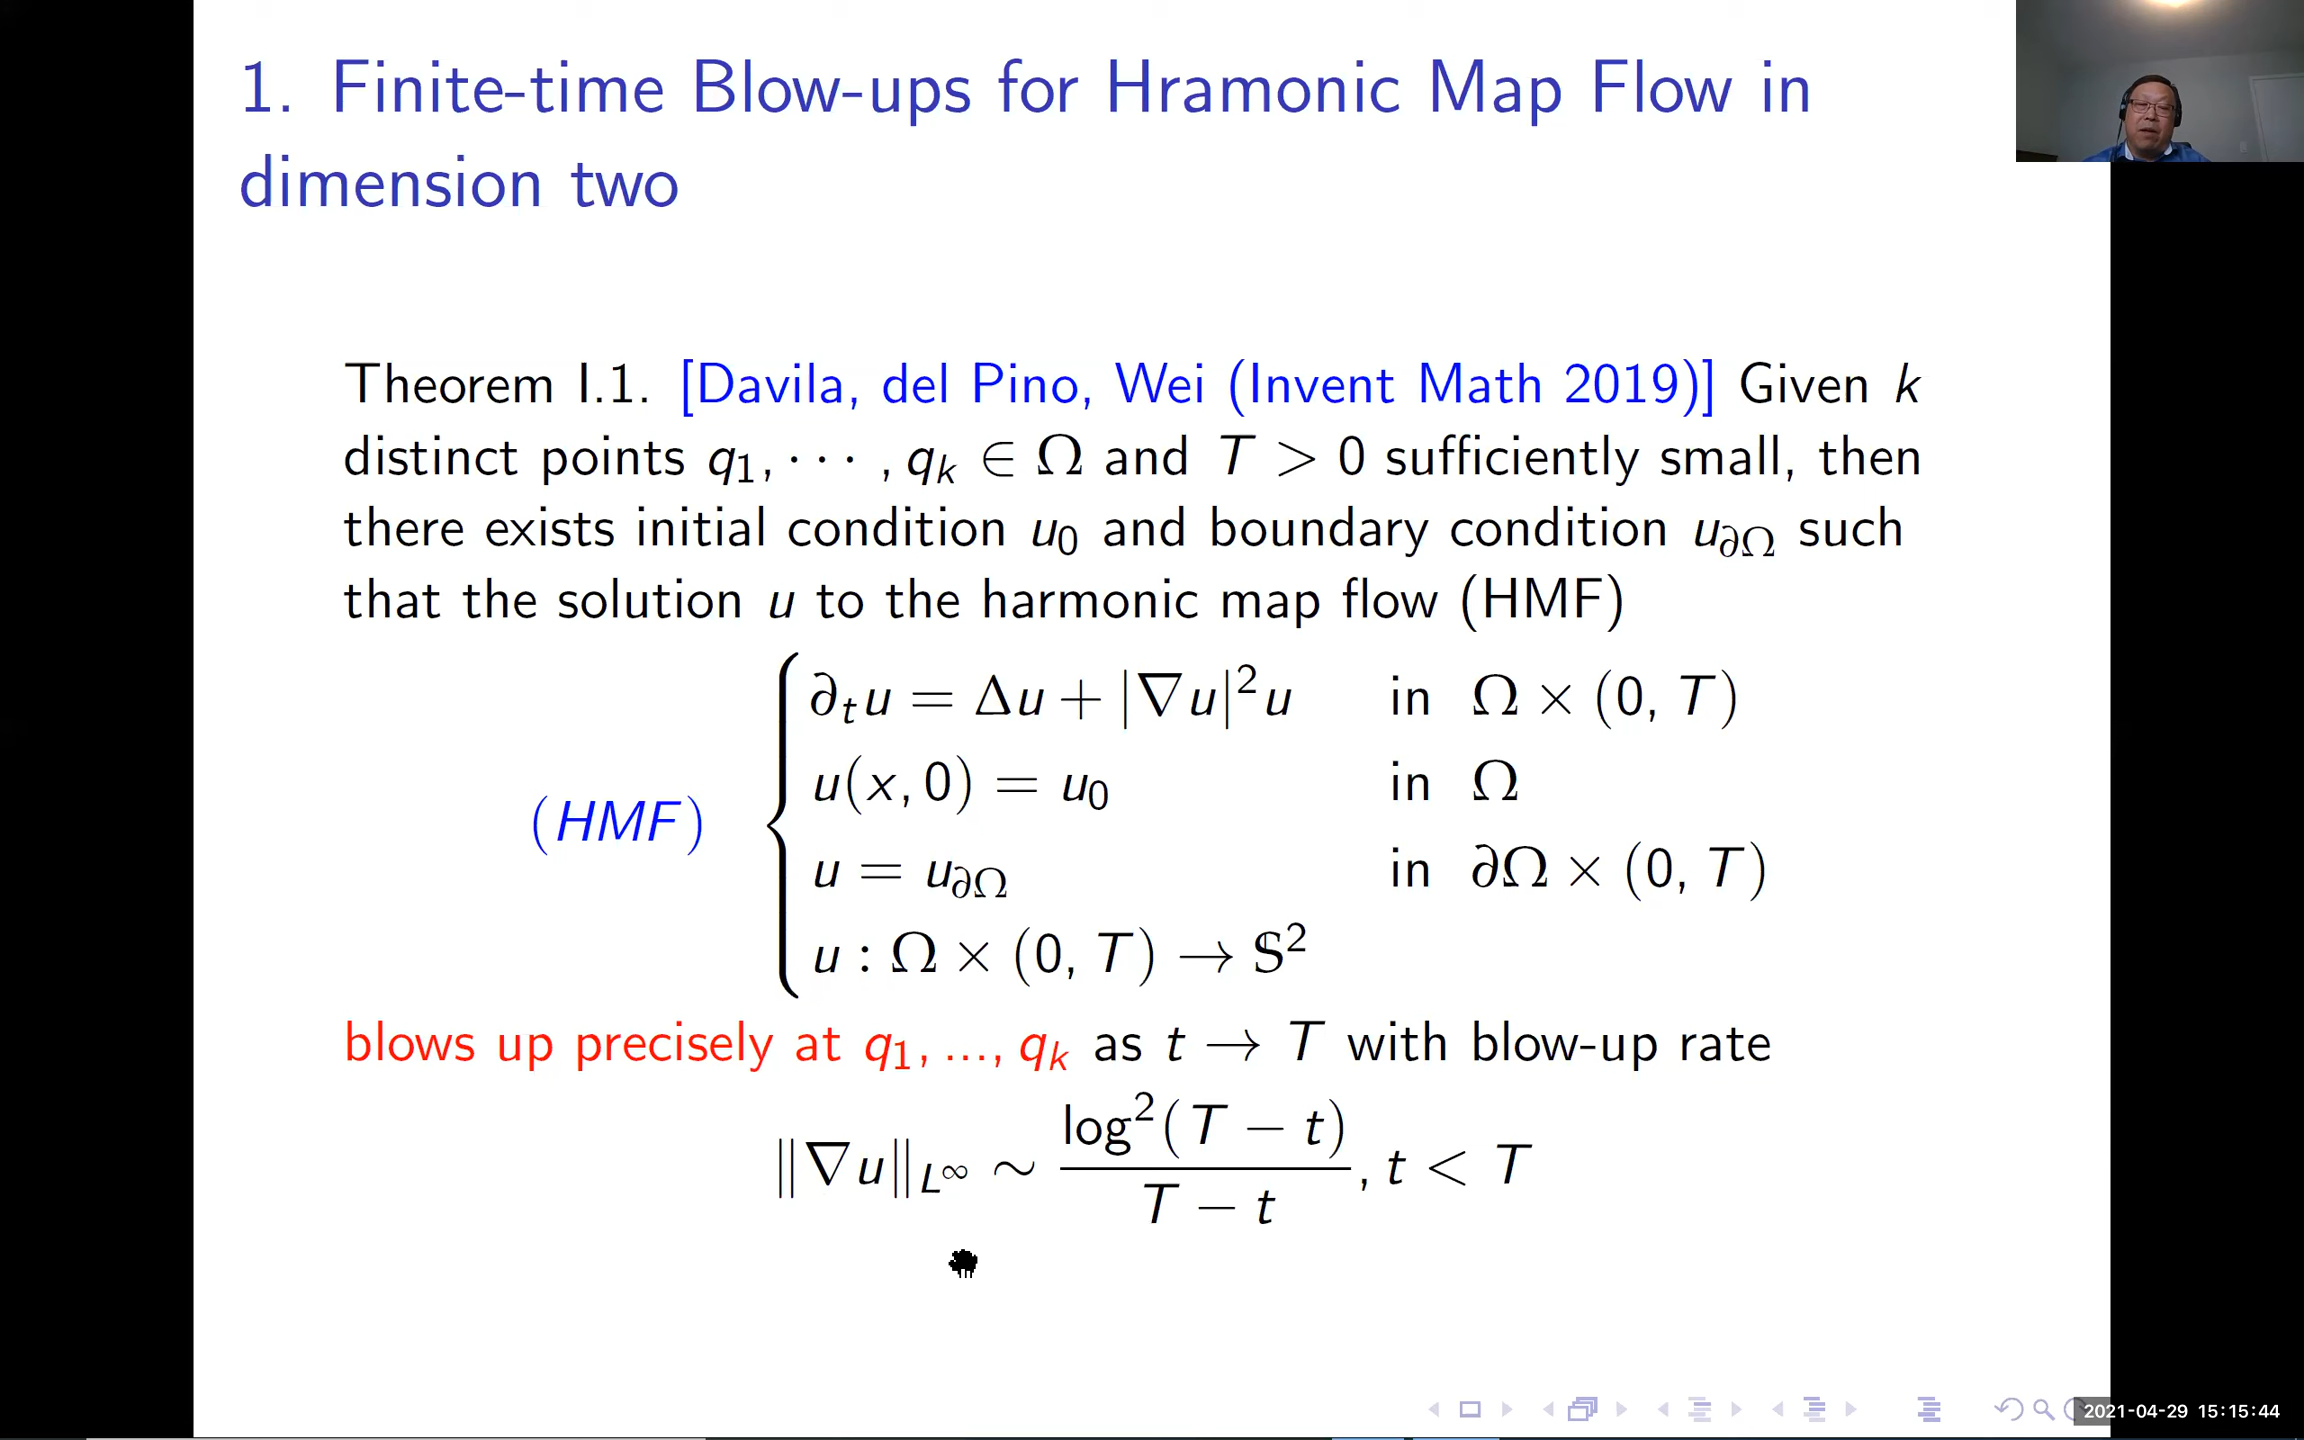 1. Finite-time Blow-ups for Hramonic Map Flow in
dimension two
Theorem I.1. [Davila, del Pino, Wei (Invent Math 2019)] Given k
distinct points q₁, · · · , qₖ ∈ Ω and T > 0 sufficiently small, then
there exists initial condition u₀ and boundary condition u_{∂Ω} such
that the solution u to the harmonic map flow (HMF)
(HMF)
∂ₜu = Δu + |∇u|²u in Ω × (0, T)
u(x, 0) = u₀ in Ω
u = u_{∂Ω} in ∂Ω × (0, T)
u : Ω × (0, T) → 𝕊²
blows up precisely at q₁, ..., qₖ as t → T with blow-up rate
‖∇u‖_{L^∞} ∼ log²(T − t) / (T − t), t < T
2021-04-29 15:15:44